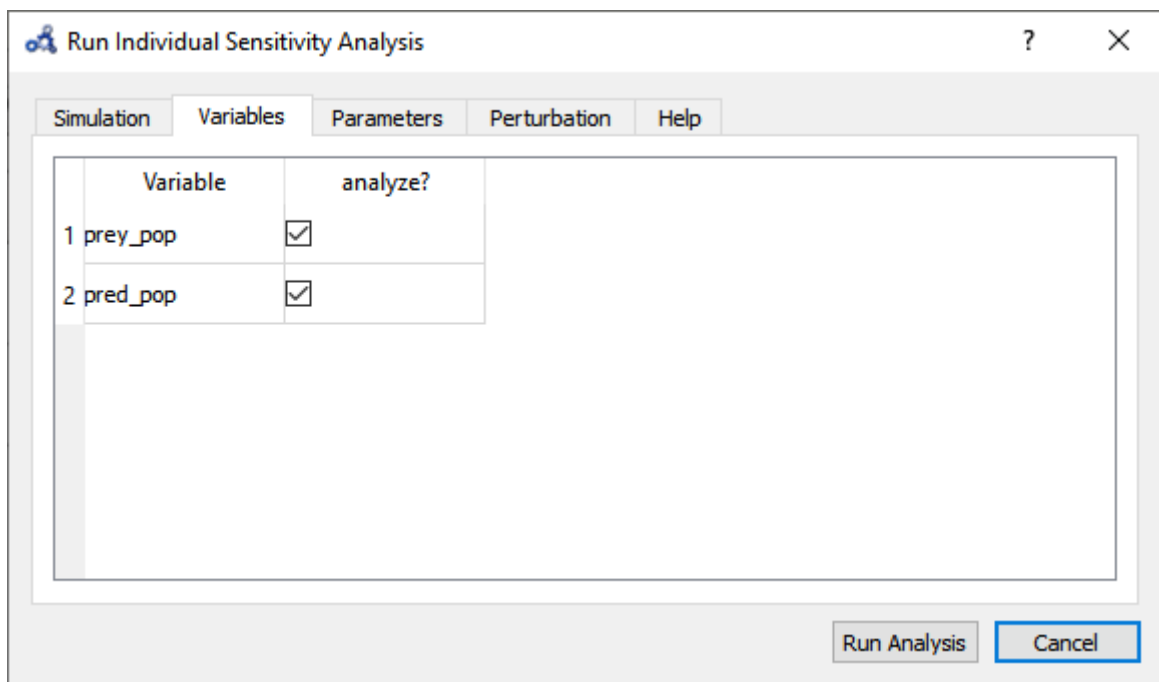 Run Individual Sensitivity Analysis ?
Simulation Variables Parameters Perturbation Help
Variable analyze?
1 prey_pop
2 pred_pop
Run Analysis Cancel